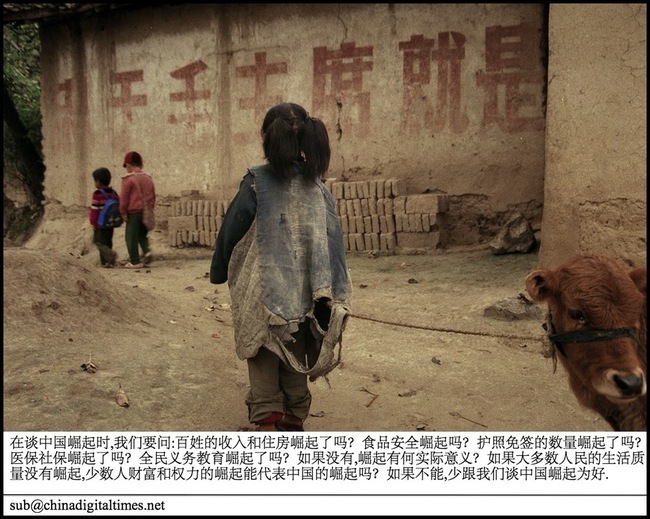 主席就是
在谈中国崛起时,我们要问:百姓的收入和住房崛起了吗? 食品安全崛起吗? 护照免签的数量崛起了吗?
医保社保崛起了吗? 全民义务教育崛起了吗? 如果没有,崛起有何实际意义? 如果大多数人民的生活质
量没有崛起,少数人财富和权力的崛起能代表中国的崛起吗? 如果不能,少跟我们谈中国崛起为好.
sub@chinadigitaltimes.net